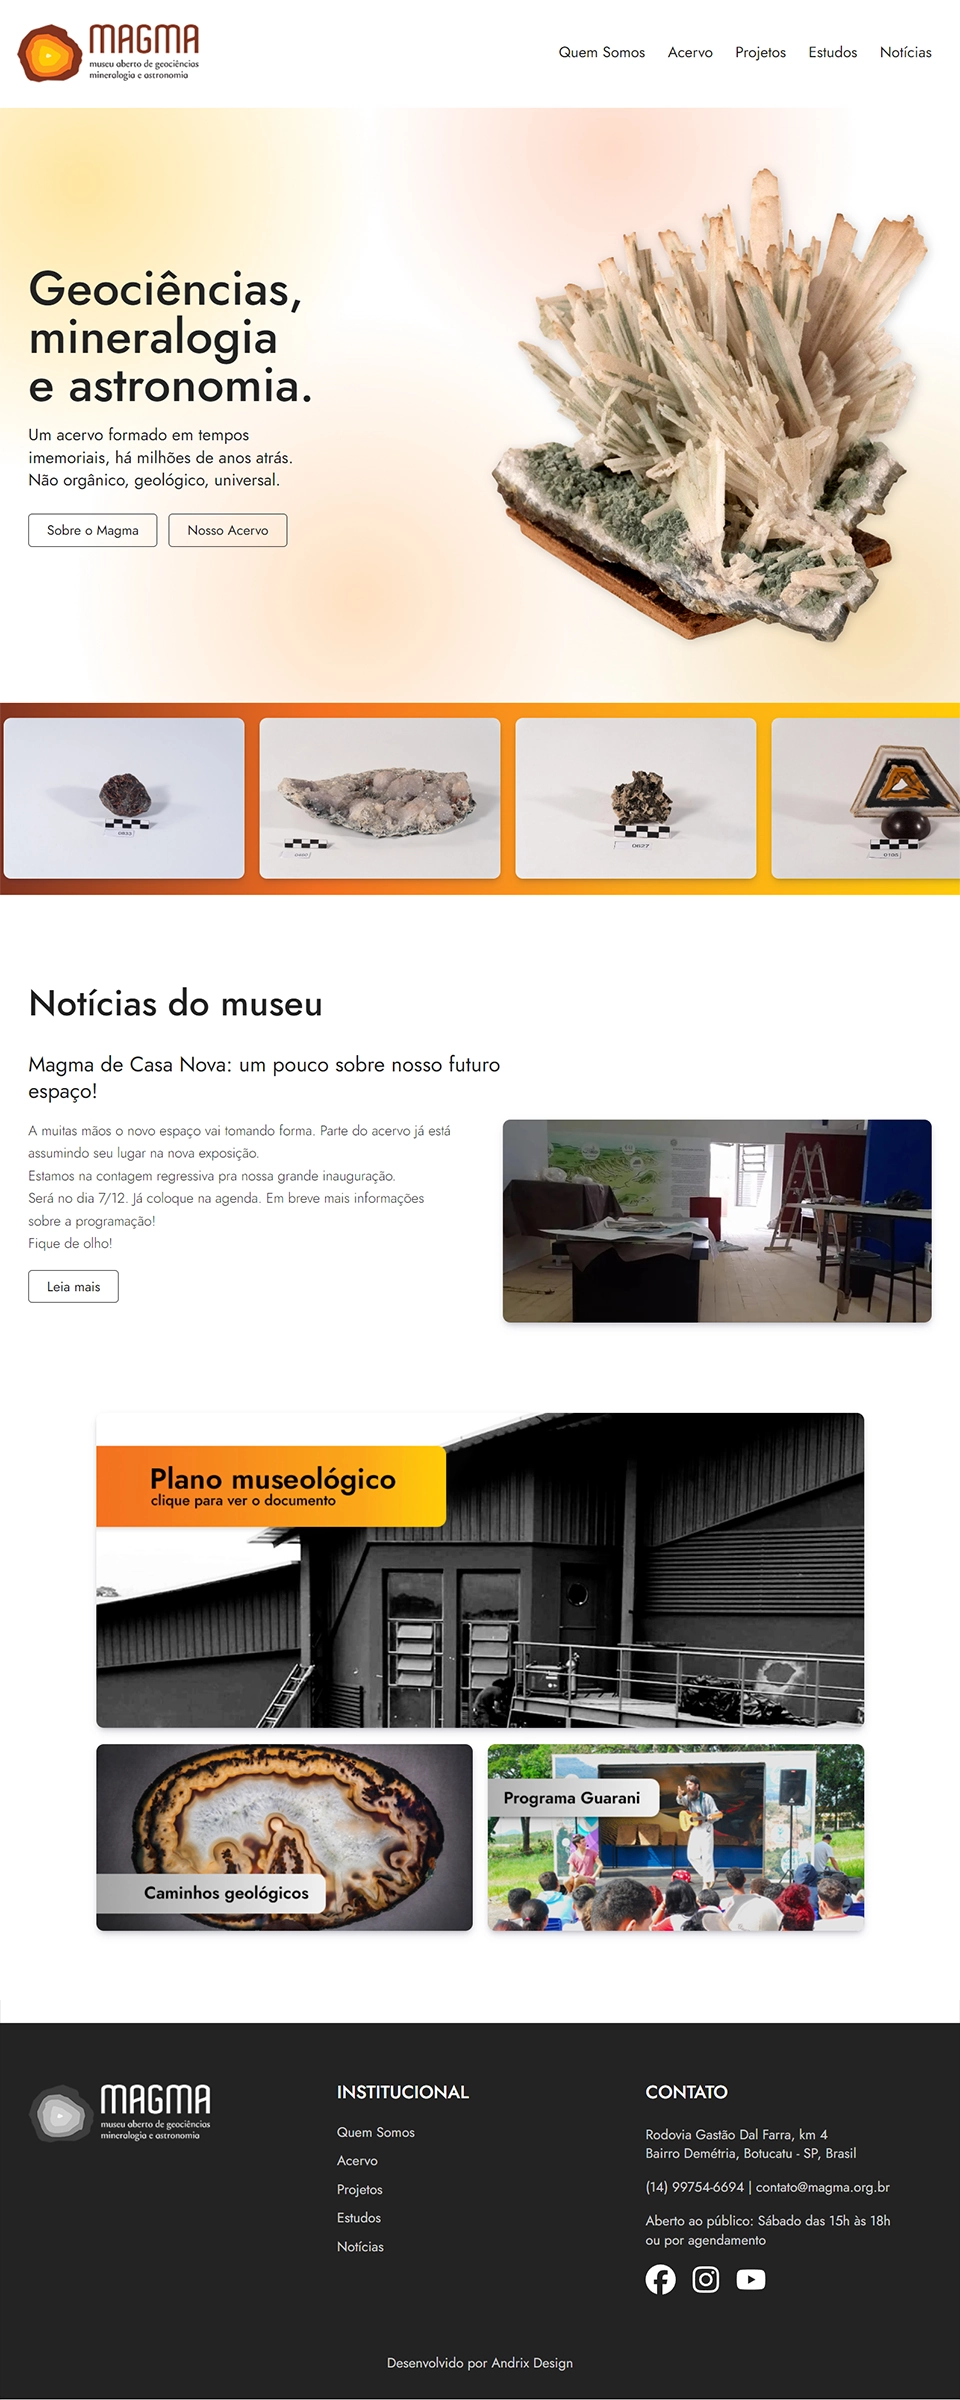 MAGMA
museu aberto de geociências
mineralogia e astronomia
Quem Somos
Acervo
Projetos
Estudos
Notícias
Geociências,
mineralogia
e astronomia.
Um acervo formado em tempos
imemoriais, há milhões de anos atrás.
Não orgânico, geológico, universal.
Sobre o Magma
Nosso Acervo
0627
Notícias do museu
Magma de Casa Nova: um pouco sobre nosso futuro
espaço!
A muitas mãos o novo espaço vai tomando forma. Parte do acervo já está
assumindo seu lugar na nova exposição.
Estamos na contagem regressiva pra nossa grande inauguração.
Será no dia 7/12. Já coloque na agenda. Em breve mais informações
sobre a programação!
Fique de olho!
Leia mais
Plano museológico
clique para ver o documento
Caminhos geológicos
Programa Guarani
MAGMA
museu aberto de geociências
mineralogia e astronomia
INSTITUCIONAL
Quem Somos
Acervo
Projetos
Estudos
Notícias
CONTATO
Rodovia Gastão Dal Farra, km 4
Bairro Demétria, Botucatu - SP, Brasil
(14) 99754-6694 | contato@magma.org.br
Aberto ao público: Sábado das 15h às 18h
ou por agendamento
Desenvolvido por Andrix Design